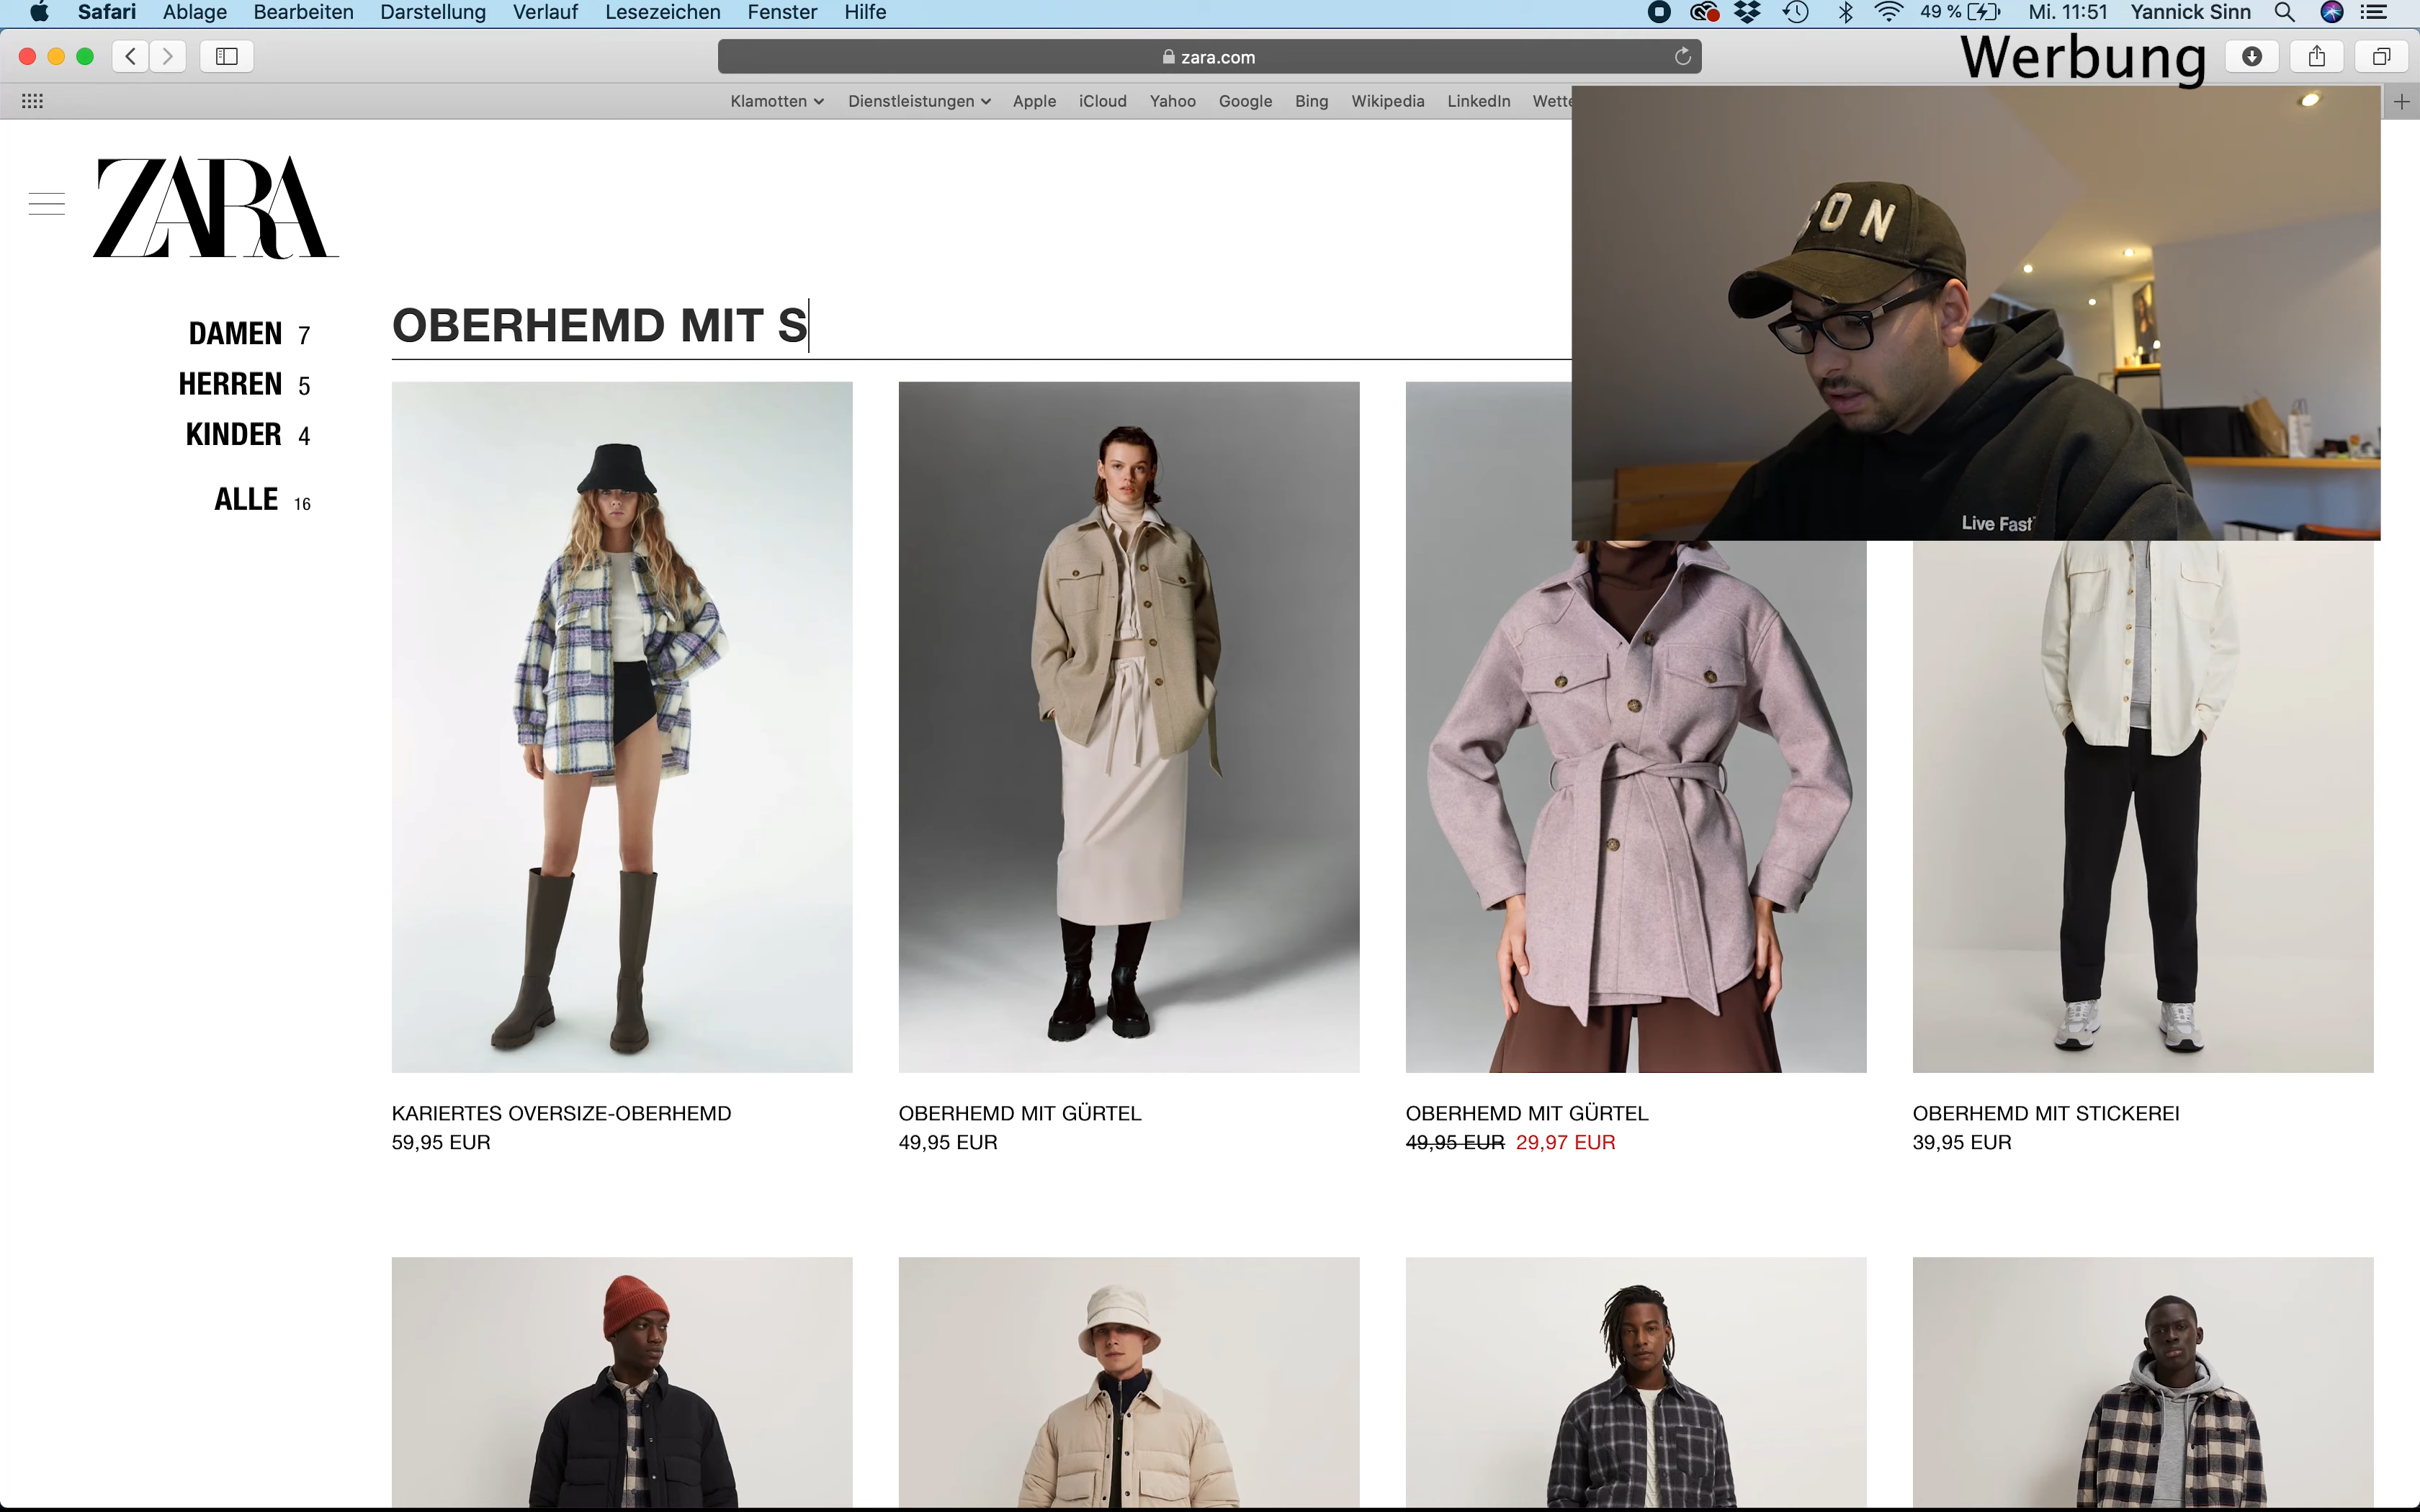 Safari Ablage Bearbeiten Darstellung Verlauf Lesezeichen Fenster Hilfe 49 % Mi. 11:51 Yannick Sinn
zara.com
Werbung
Klamotten Dienstleistungen Apple iCloud Yahoo Google Bing Wikipedia LinkedIn Wette
ZARA
ON
Live Fast
OBERHEMD MIT S
DAMEN 7
HERREN 5
KINDER 4
ALLE 16
KARIERTES OVERSIZE-OBERHEMD
59,95 EUR
OBERHEMD MIT GÜRTEL
49,95 EUR
OBERHEMD MIT GÜRTEL
49,95 EUR 29,97 EUR
OBERHEMD MIT STICKEREI
39,95 EUR